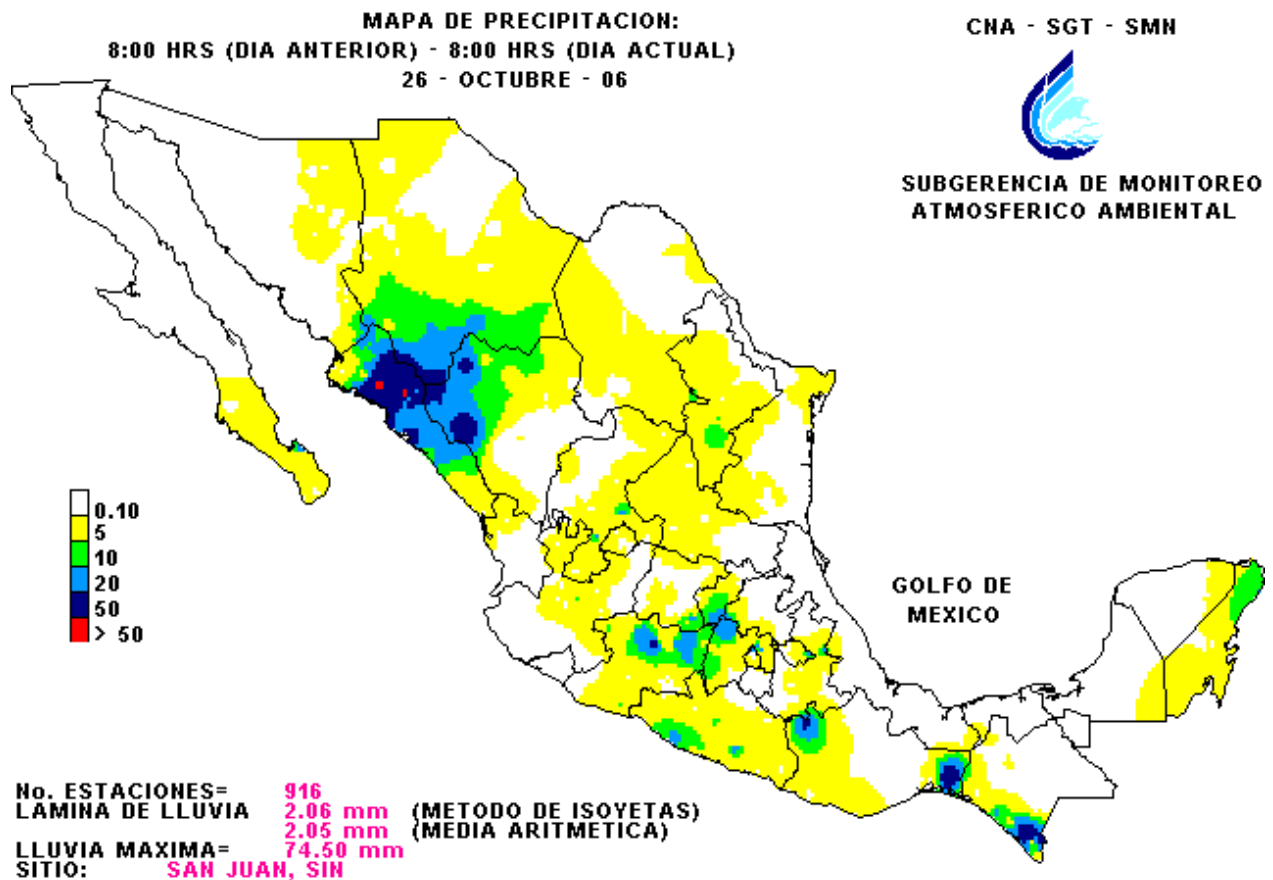 MAPA DE PRECIPITACION:
8:00 HRS (DIA ANTERIOR) - 8:00 HRS (DIA ACTUAL)
26 - OCTUBRE - 06
CNA - SGT - SMN
SUBGERENCIA DE MONITOREO
ATMOSFERICO AMBIENTAL
0.10
5
10
20
50
> 50
GOLFO DE
MEXICO
No. ESTACIONES= 916
LAMINA DE LLUVIA 2.06 mm (METODO DE ISOYETAS)
2.05 mm (MEDIA ARITMETICA)
LLUVIA MAXIMA= 74.50 mm
SITIO: SAN JUAN, SIN